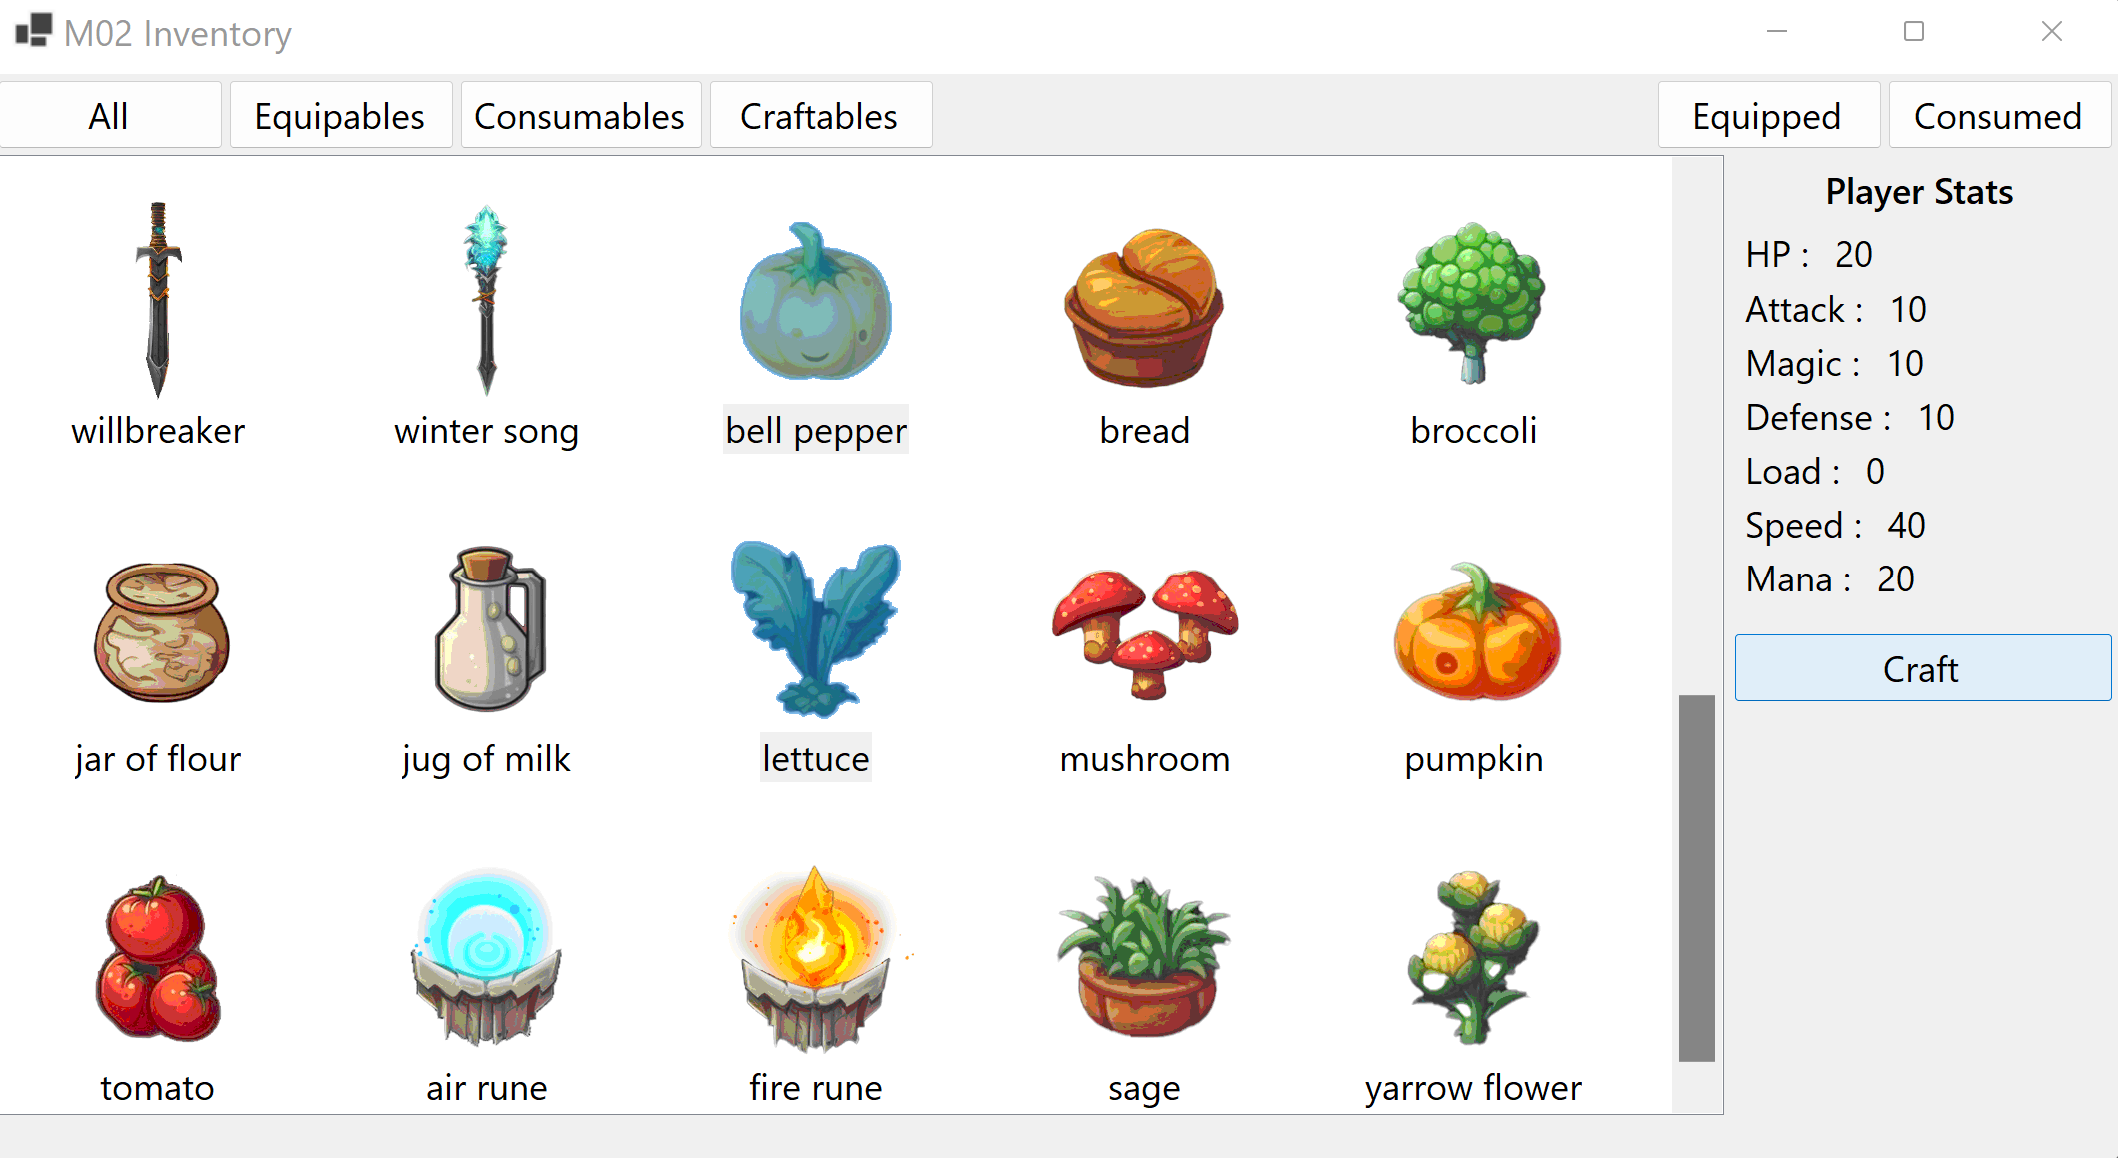 M02 Inventory
All
Equipables
Consumables
Craftables
Equipped
Consumed
willbreaker
winter song
bell pepper
bread
broccoli
jar of flour
jug of milk
lettuce
mushroom
pumpkin
tomato
air rune
fire rune
sage
yarrow flower
Player Stats
HP : 20
Attack : 10
Magic : 10
Defense : 10
Load : 0
Speed : 40
Mana : 20
Craft